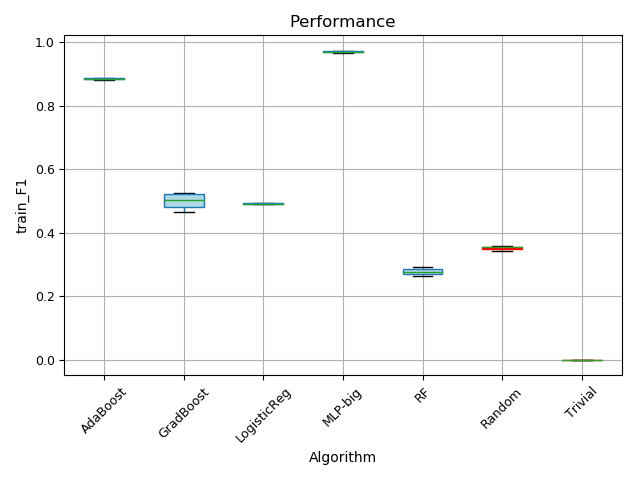 Performance
train_F1
1.0
0.8
0.6
0.4
0.2
0.0
AdaBoost
GradBoost
LogisticReg
MLP-big
RF
Random
Trivial
Algorithm